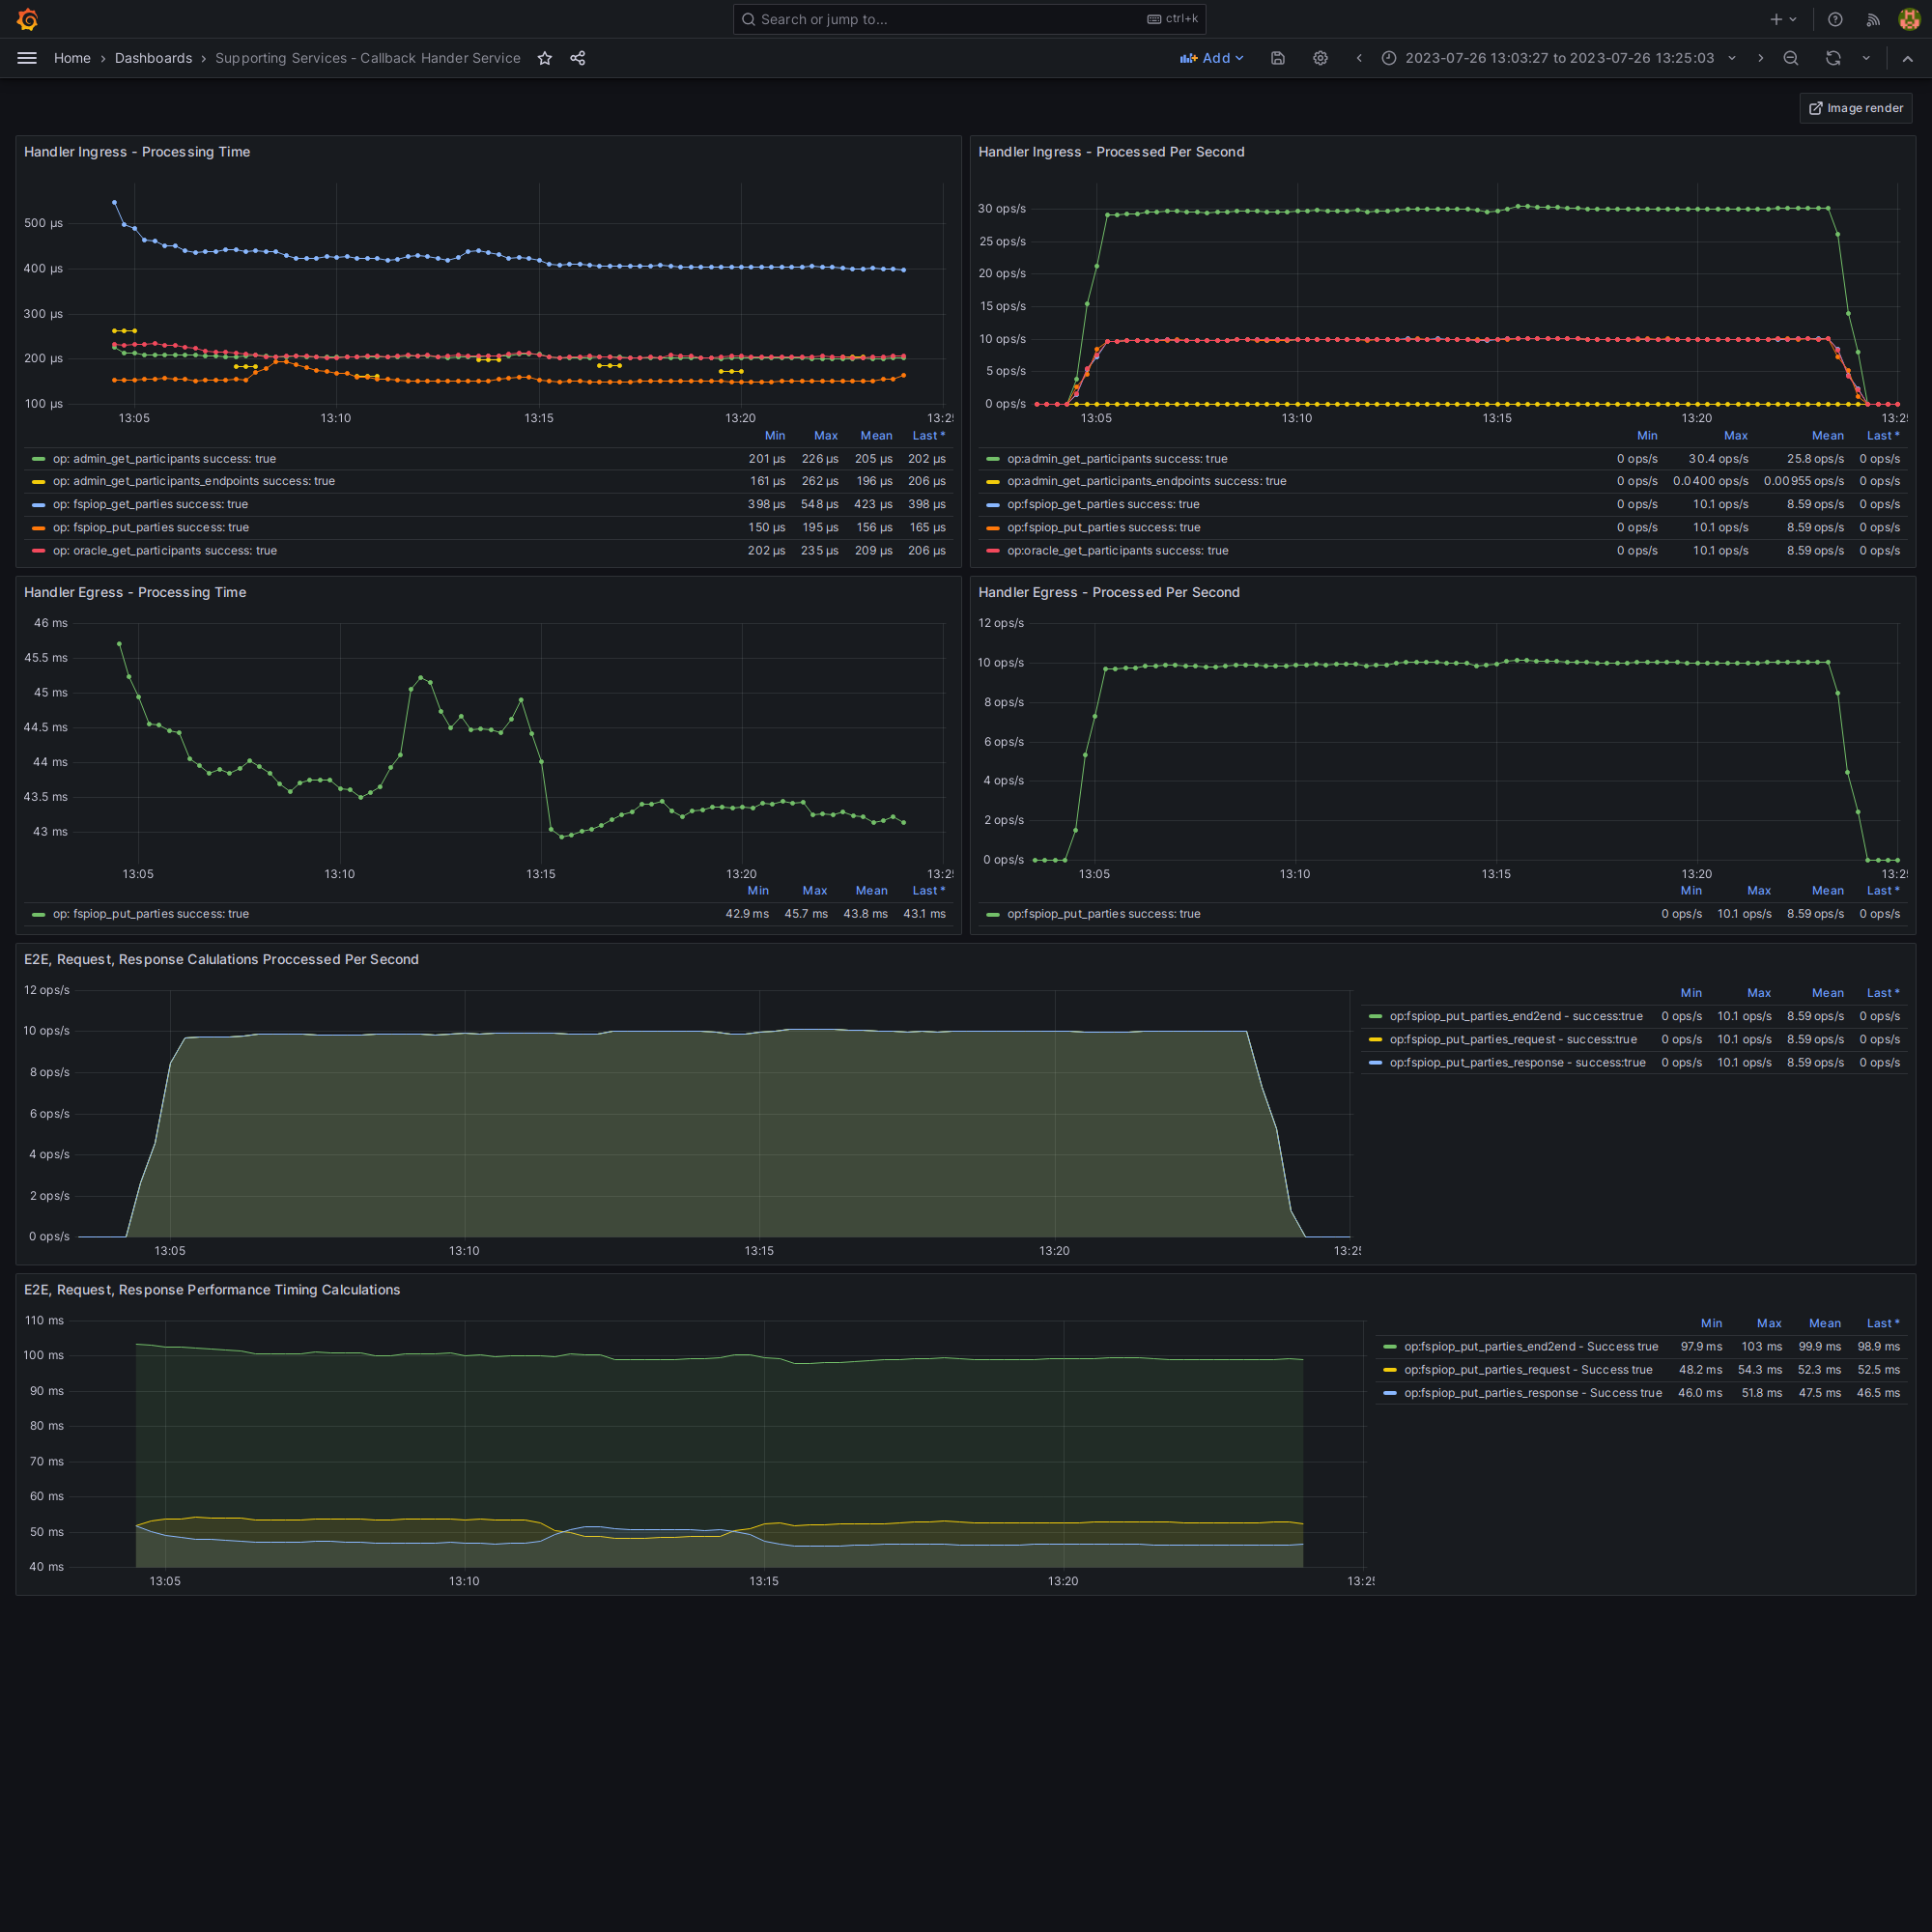 Search or jump to...
ctrl+k
Home › Dashboards › Supporting Services - Callback Hander Service
Add
2023-07-26 13:03:27 to 2023-07-26 13:25:03
Image render
Handler Ingress - Processing Time
500 µs
400 µs
300 µs
200 µs
100 µs
13:05 13:10 13:15 13:20
Min Max Mean Last *
op: admin_get_participants success: true 201 µs 226 µs 205 µs 202 µs
op: admin_get_participants_endpoints success: true 161 µs 262 µs 196 µs 206 µs
op: fspiop_get_parties success: true 398 µs 548 µs 423 µs 398 µs
op: fspiop_put_parties success: true 150 µs 195 µs 156 µs 165 µs
op: oracle_get_participants success: true 202 µs 235 µs 209 µs 206 µs
Handler Ingress - Processed Per Second
30 ops/s
25 ops/s
20 ops/s
15 ops/s
10 ops/s
5 ops/s
0 ops/s
13:05 13:10 13:15 13:20
Min Max Mean Last *
op:admin_get_participants success: true 0 ops/s 30.4 ops/s 25.8 ops/s 0 ops/s
op:admin_get_participants_endpoints success: true 0 ops/s 0.0400 ops/s 0.00955 ops/s 0 ops/s
op:fspiop_get_parties success: true 0 ops/s 10.1 ops/s 8.59 ops/s 0 ops/s
op:fspiop_put_parties success: true 0 ops/s 10.1 ops/s 8.59 ops/s 0 ops/s
op:oracle_get_participants success: true 0 ops/s 10.1 ops/s 8.59 ops/s 0 ops/s
Handler Egress - Processing Time
46 ms
45.5 ms
45 ms
44.5 ms
44 ms
43.5 ms
43 ms
13:05 13:10 13:15 13:20
Min Max Mean Last *
op: fspiop_put_parties success: true 42.9 ms 45.7 ms 43.8 ms 43.1 ms
Handler Egress - Processed Per Second
12 ops/s
10 ops/s
8 ops/s
6 ops/s
4 ops/s
2 ops/s
0 ops/s
13:05 13:10 13:15 13:20
Min Max Mean Last *
op:fspiop_put_parties success: true 0 ops/s 10.1 ops/s 8.59 ops/s 0 ops/s
E2E, Request, Response Calulations Proccessed Per Second
12 ops/s
10 ops/s
8 ops/s
6 ops/s
4 ops/s
2 ops/s
0 ops/s
13:05 13:10 13:15 13:20
Min Max Mean Last *
op:fspiop_put_parties_end2end - success:true 0 ops/s 10.1 ops/s 8.59 ops/s 0 ops/s
op:fspiop_put_parties_request - success:true 0 ops/s 10.1 ops/s 8.59 ops/s 0 ops/s
op:fspiop_put_parties_response - success:true 0 ops/s 10.1 ops/s 8.59 ops/s 0 ops/s
E2E, Request, Response Performance Timing Calculations
110 ms
100 ms
90 ms
80 ms
70 ms
60 ms
50 ms
40 ms
13:05 13:10 13:15 13:20
Min Max Mean Last *
op:fspiop_put_parties_end2end - Success true 97.9 ms 103 ms 99.9 ms 98.9 ms
op:fspiop_put_parties_request - Success true 48.2 ms 54.3 ms 52.3 ms 52.5 ms
op:fspiop_put_parties_response - Success true 46.0 ms 51.8 ms 47.5 ms 46.5 ms